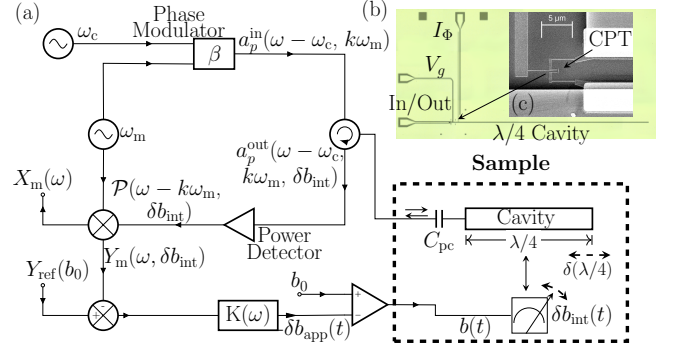 (a)
ω_c
Phase
Modulator
β
a_p^in(ω − ω_c, kω_m)
ω_m
a_p^out(ω − ω_c,
kω_m, δb_int)
X_m(ω)
𝒫(ω − kω_m,
δb_int)
Power
Detector
Y_m(ω, δb_int)
Y_ref(b_0)
+
-
K(ω)
b_0
δb_app(t)
+
−
(b)
I_Φ
V_g
In/Out
λ/4 Cavity
5 μm
CPT
(c)
Sample
C_pc
Cavity
λ/4
δ(λ/4)
b(t)
δb_int(t)